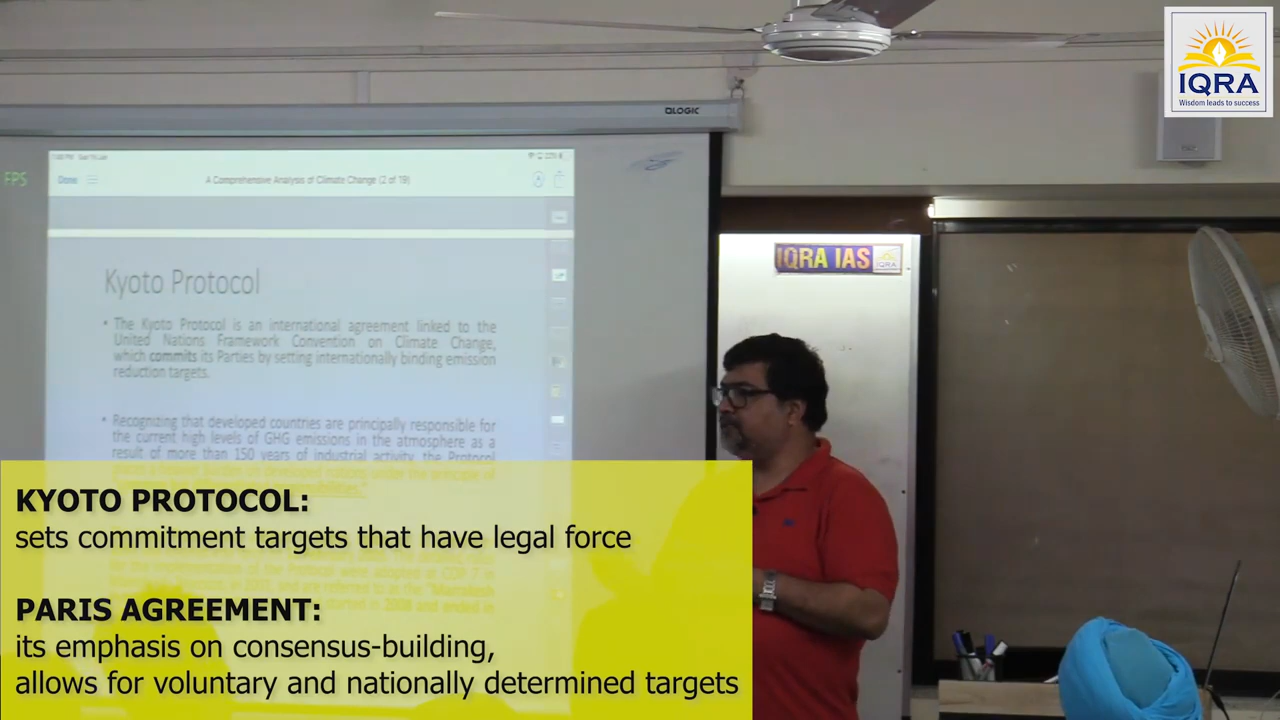 IQRA
Wisdom leads to success
QLOGIC
FPS
Done
A Comprehensive Analysis of Climate Change (2 of 19)
IQRA IAS
Kyoto Protocol
• The Kyoto Protocol is an international agreement linked to the
United Nations Framework Convention on Climate Change,
which commits its Parties by setting internationally binding emission
reduction targets.
• Recognizing that developed countries are principally responsible for
the current high levels of GHG emissions in the atmosphere as a
result of more than 150 years of industrial activity, the Protocol
KYOTO PROTOCOL:
sets commitment targets that have legal force
PARIS AGREEMENT:
its emphasis on consensus-building,
allows for voluntary and nationally determined targets